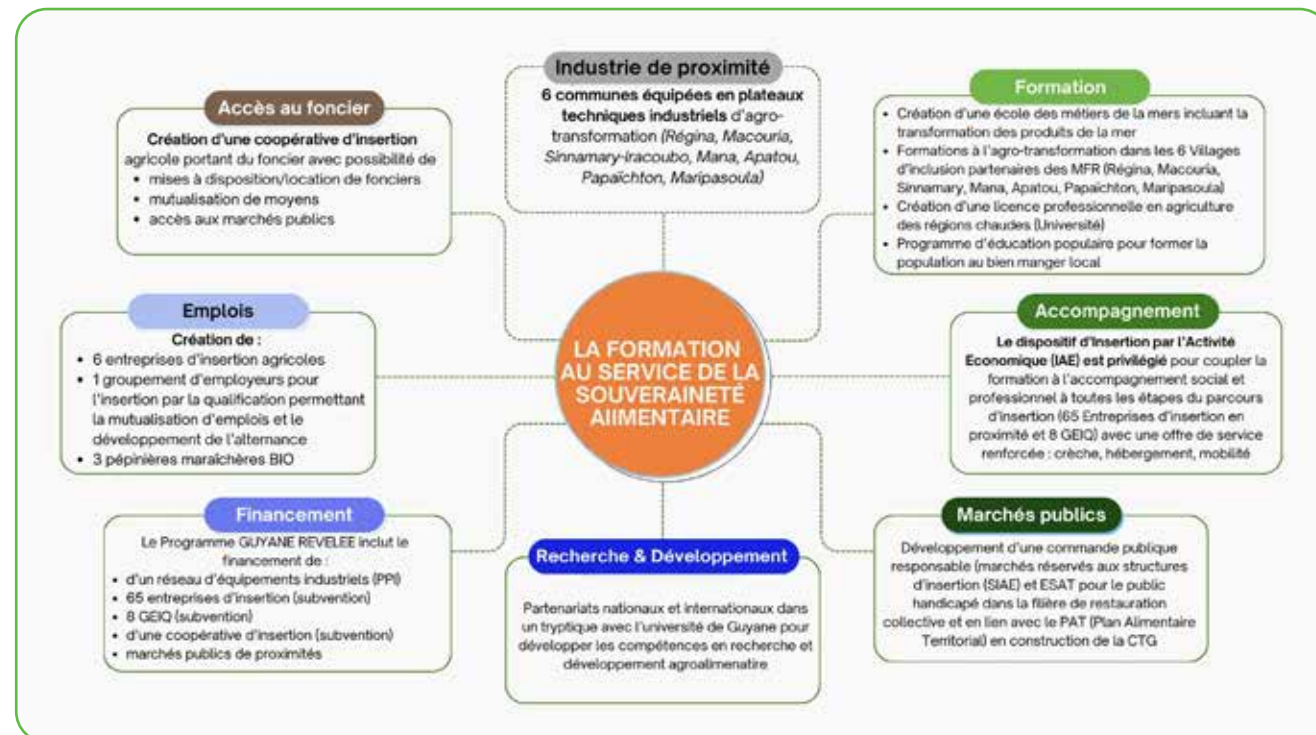 Industrie de proximité
6 communes équipées en plateaux
techniques industriels d'agro-
transformation (Régina, Macouria,
Sinnamary-Iracoubo, Mana, Apatou,
Papaïchton, Maripasoula)
Accès au foncier
Création d'une coopérative d'insertion
agricole portant du foncier avec possibilité de
• mises à disposition/location de fonciers
• mutualisation de moyens
• accès aux marchés publics
Formation
• Création d'une école des métiers de la mers incluant la
transformation des produits de la mer
• Formations à l'agro-transformation dans les 6 Villages
d'inclusion partenaires des MFR (Régina, Macouria,
Sinnamary, Mana, Apatou, Papaïchton, Maripasoula)
• Création d'une licence professionnelle en agriculture
des régions chaudes (Université)
• Programme d'éducation populaire pour former la
population au bien manger local
Emplois
Création de :
• 6 entreprises d'insertion agricoles
• 1 groupement d'employeurs pour
l'insertion par la qualification permettant
la mutualisation d'emplois et le
développement de l'alternance
• 3 pépinières maraîchères BIO
LA FORMATION
AU SERVICE DE LA
SOUVERAINETÉ
AlIMENTAIRE
Accompagnement
Le dispositif d'Insertion par l'Activité
Economique (IAE) est privilégié pour coupler la
formation à l'accompagnement social et
professionnel à toutes les étapes du parcours
d'insertion (65 Entreprises d'insertion en
proximité et 8 GEIQ) avec une offre de service
renforcée : crèche, hébergement, mobilité
Financement
Le Programme GUYANE REVELEE inclut le
financement de :
• d'un réseau d'équipements industriels (PPI)
• 65 entreprises d'insertion (subvention)
• 8 GEIQ (subvention)
• d'une coopérative d'insertion (subvention)
• marchés publics de proximités
Recherche & Développement
Partenariats nationaux et internationaux dans
un tryptique avec l'université de Guyane pour
développer les compétences en recherche et
développement agroalimenatire
Marchés publics
Développement d'une commande publique
responsable (marchés réservés aux structures
d'insertion (SIAE) et ESAT pour le public
handicapé dans la filière de restauration
collective et en lien avec le PAT (Plan Alimentaire
Territorial) en construction de la CTG